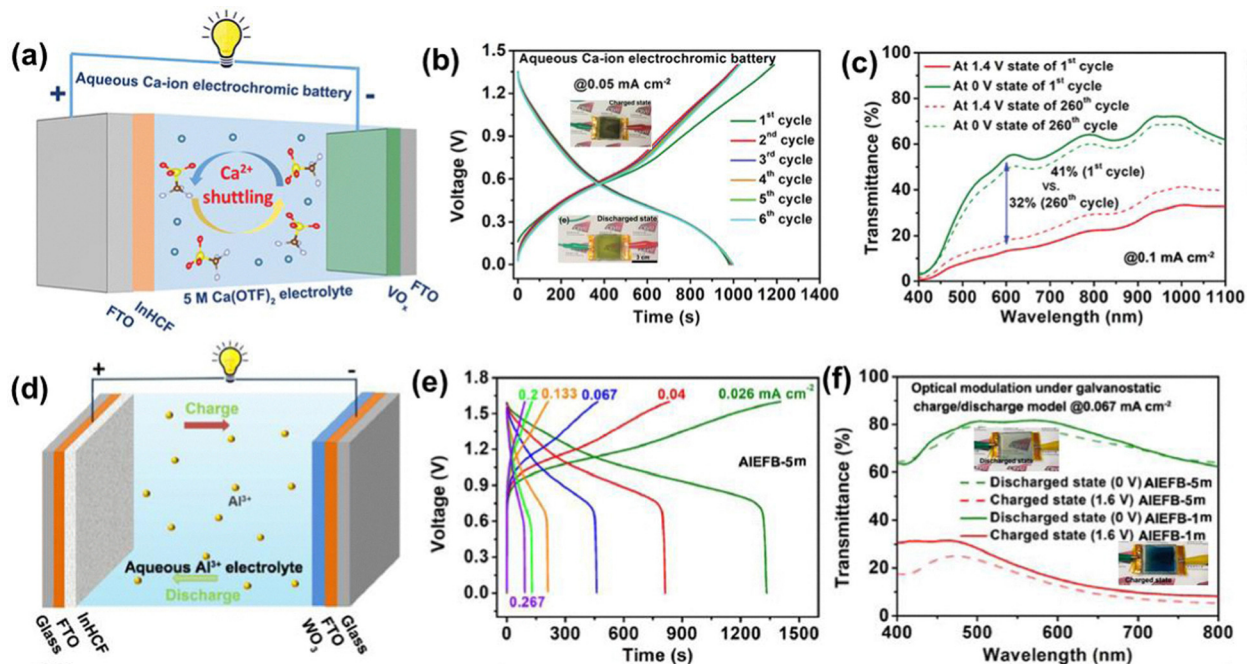 (a)
Aqueous Ca-ion electrochromic battery
+
-
Ca²⁺
shuttling
5 M Ca(OTF)₂ electrolyte
FTO
InHCF
VOₓ
FTO
(b)
Aqueous Ca-ion electrochromic battery
@0.05 mA cm⁻²
Charged state
1ˢᵗ cycle
2ⁿᵈ cycle
3ʳᵈ cycle
4ᵗʰ cycle
5ᵗʰ cycle
6ᵗʰ cycle
(e) Discharged state
1 cm
Voltage (V)
1.5
1.2
0.9
0.6
0.3
0.0
0 200 400 600 800 1000 1200 1400
Time (s)
(c)
At 1.4 V state of 1ˢᵗ cycle
At 0 V state of 1ˢᵗ cycle
At 1.4 V state of 260ᵗʰ cycle
At 0 V state of 260ᵗʰ cycle
41% (1ˢᵗ cycle)
vs.
32% (260ᵗʰ cycle)
@0.1 mA cm⁻²
Transmittance (%)
100
80
60
40
20
0
400 500 600 700 800 900 1000 1100
Wavelength (nm)
(d)
+
-
Charge
Al³⁺
Aqueous Al³⁺ electrolyte
Discharge
Glass
FTO
InHCF
WO₃
FTO
Glass
(e)
0.2
0.133
0.067
0.04
0.026 mA cm⁻²
AIEFB-5m
0.267
Voltage (V)
1.8
1.5
1.2
0.9
0.6
0.3
0.0
0 300 600 900 1200 1500
Time (s)
(f)
Optical modulation under galvanostatic
charge/discharge model @0.067 mA cm⁻²
Discharged state
Discharged state (0 V) AIEFB-5m
Charged state (1.6 V) AIEFB-5m
Discharged state (0 V) AIEFB-1m
Charged state (1.6 V) AIEFB-1m
Charged state
Transmittance (%)
100
80
60
40
20
0
400 500 600 700 800
Wavelength (nm)